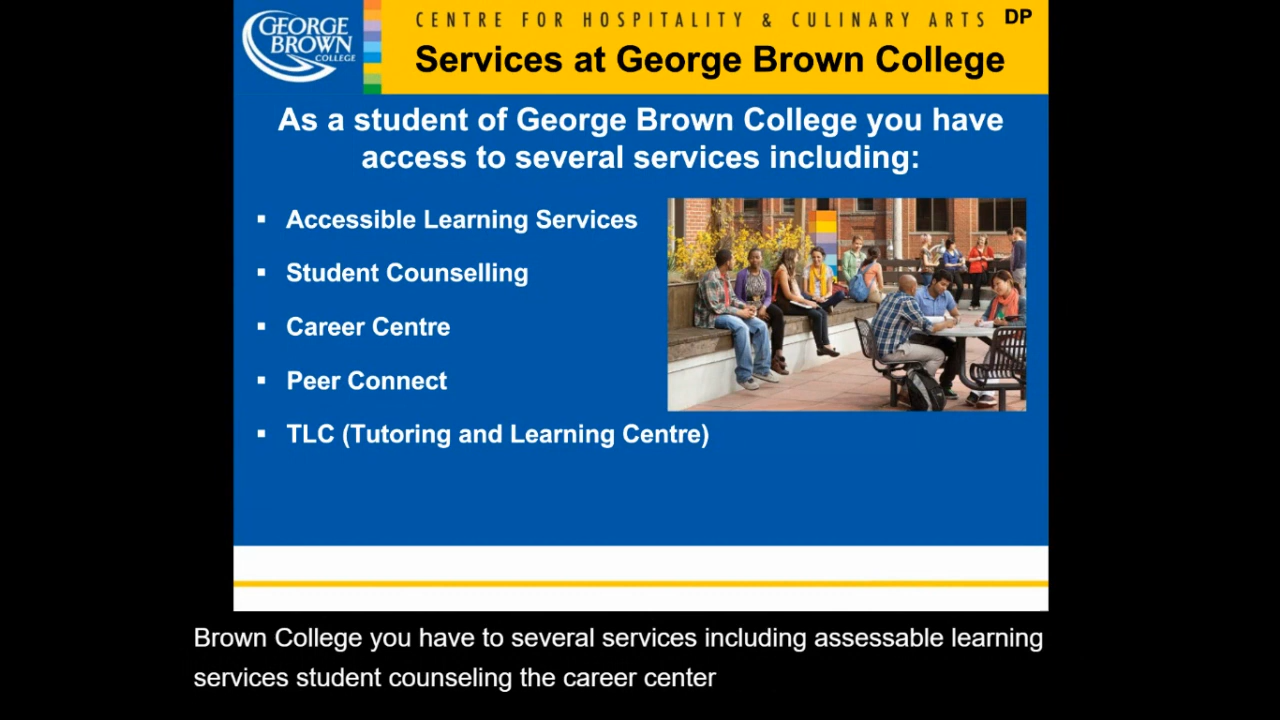 GEORGE
BROWN
COLLEGE
CENTRE FOR HOSPITALITY & CULINARY ARTS DP
Services at George Brown College
As a student of George Brown College you have
access to several services including:
▪ Accessible Learning Services
▪ Student Counselling
▪ Career Centre
▪ Peer Connect
▪ TLC (Tutoring and Learning Centre)
Brown College you have to several services including assessable learning
services student counseling the career center